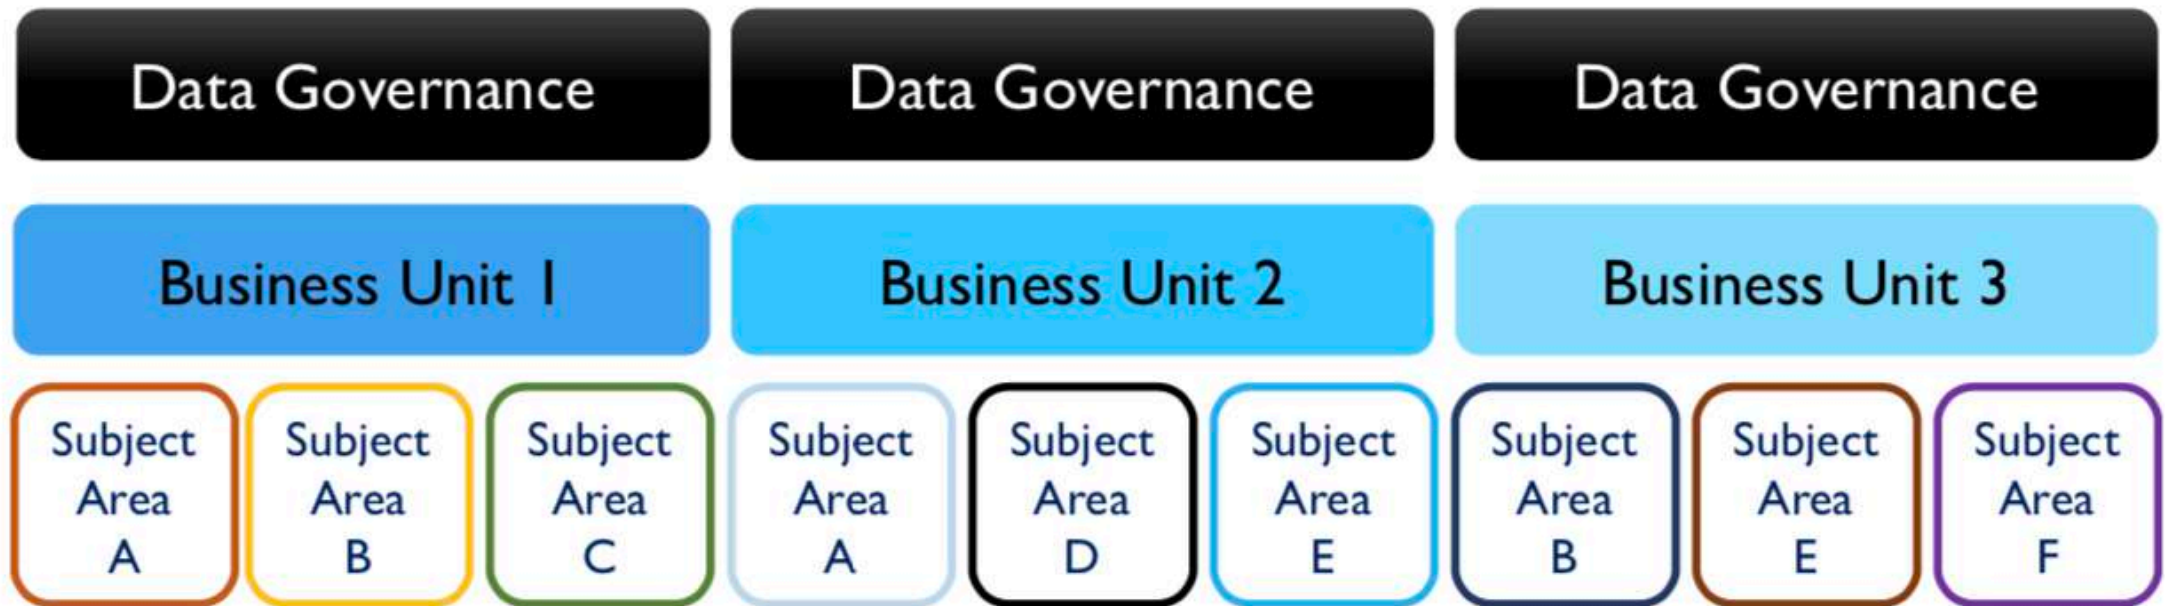 Data Governance
Data Governance
Data Governance
Business Unit 1
Business Unit 2
Business Unit 3
Subject
Area
A
Subject
Area
B
Subject
Area
C
Subject
Area
A
Subject
Area
D
Subject
Area
E
Subject
Area
B
Subject
Area
E
Subject
Area
F